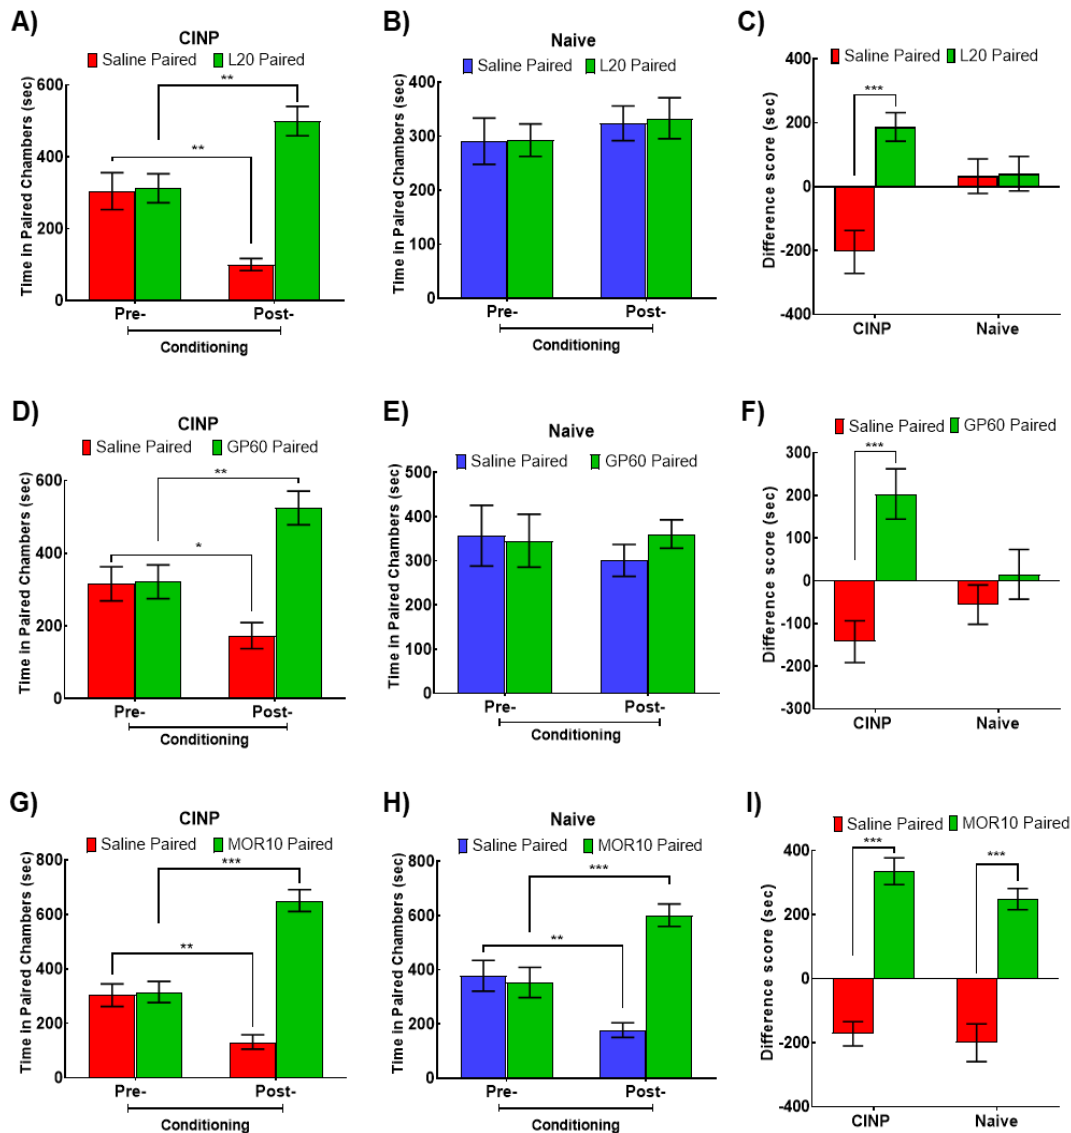 A)
CINP
Saline Paired L20 Paired
Time in Paired Chambers (sec)
600
400
200
0
**
**
Pre- Post-
Conditioning
B)
Naive
Saline Paired L20 Paired
Time in Paired Chambers (sec)
400
300
200
100
0
Pre- Post-
Conditioning
C)
Saline Paired L20 Paired
Difference score (sec)
400
200
0
-200
-400
***
CINP Naive
D)
CINP
Saline Paired GP60 Paired
Time in Paired Chambers (sec)
600
400
200
0
**
*
Pre- Post-
Conditioning
E)
Naive
Saline Paired GP60 Paired
Time in Paired Chambers (sec)
500
400
300
200
100
0
Pre- Post-
Conditioning
F)
Saline Paired GP60 Paired
Difference score (sec)
300
200
100
0
-100
-200
-300
***
CINP Naive
G)
CINP
Saline Paired MOR10 Paired
Time in Paired Chambers (sec)
800
600
400
200
0
***
**
Pre- Post-
Conditioning
H)
Naive
Saline Paired MOR10 Paired
Time in Paired Chambers (sec)
800
600
400
200
0
***
**
Pre- Post-
Conditioning
I)
Saline Paired MOR10 Paired
Difference score (sec)
400
200
0
-200
-400
***
***
CINP Naive